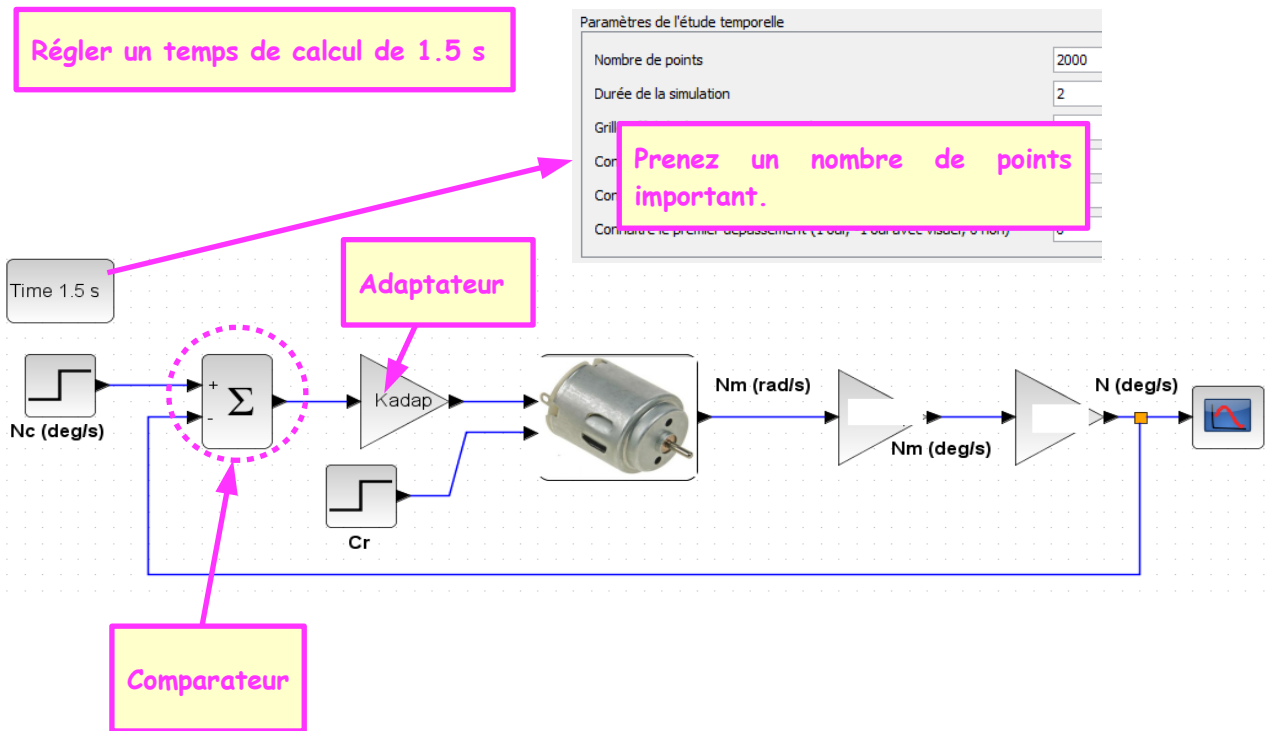 Régler un temps de calcul de 1.5 s
Paramètres de l'étude temporelle
Nombre de points 2000
Durée de la simulation 2
Prenez un nombre de points
important.
Time 1.5 s
Adaptateur
Nc (deg/s)
+
-
Σ
Kadap
Cr
Nm (rad/s)
Nm (deg/s)
N (deg/s)
Comparateur